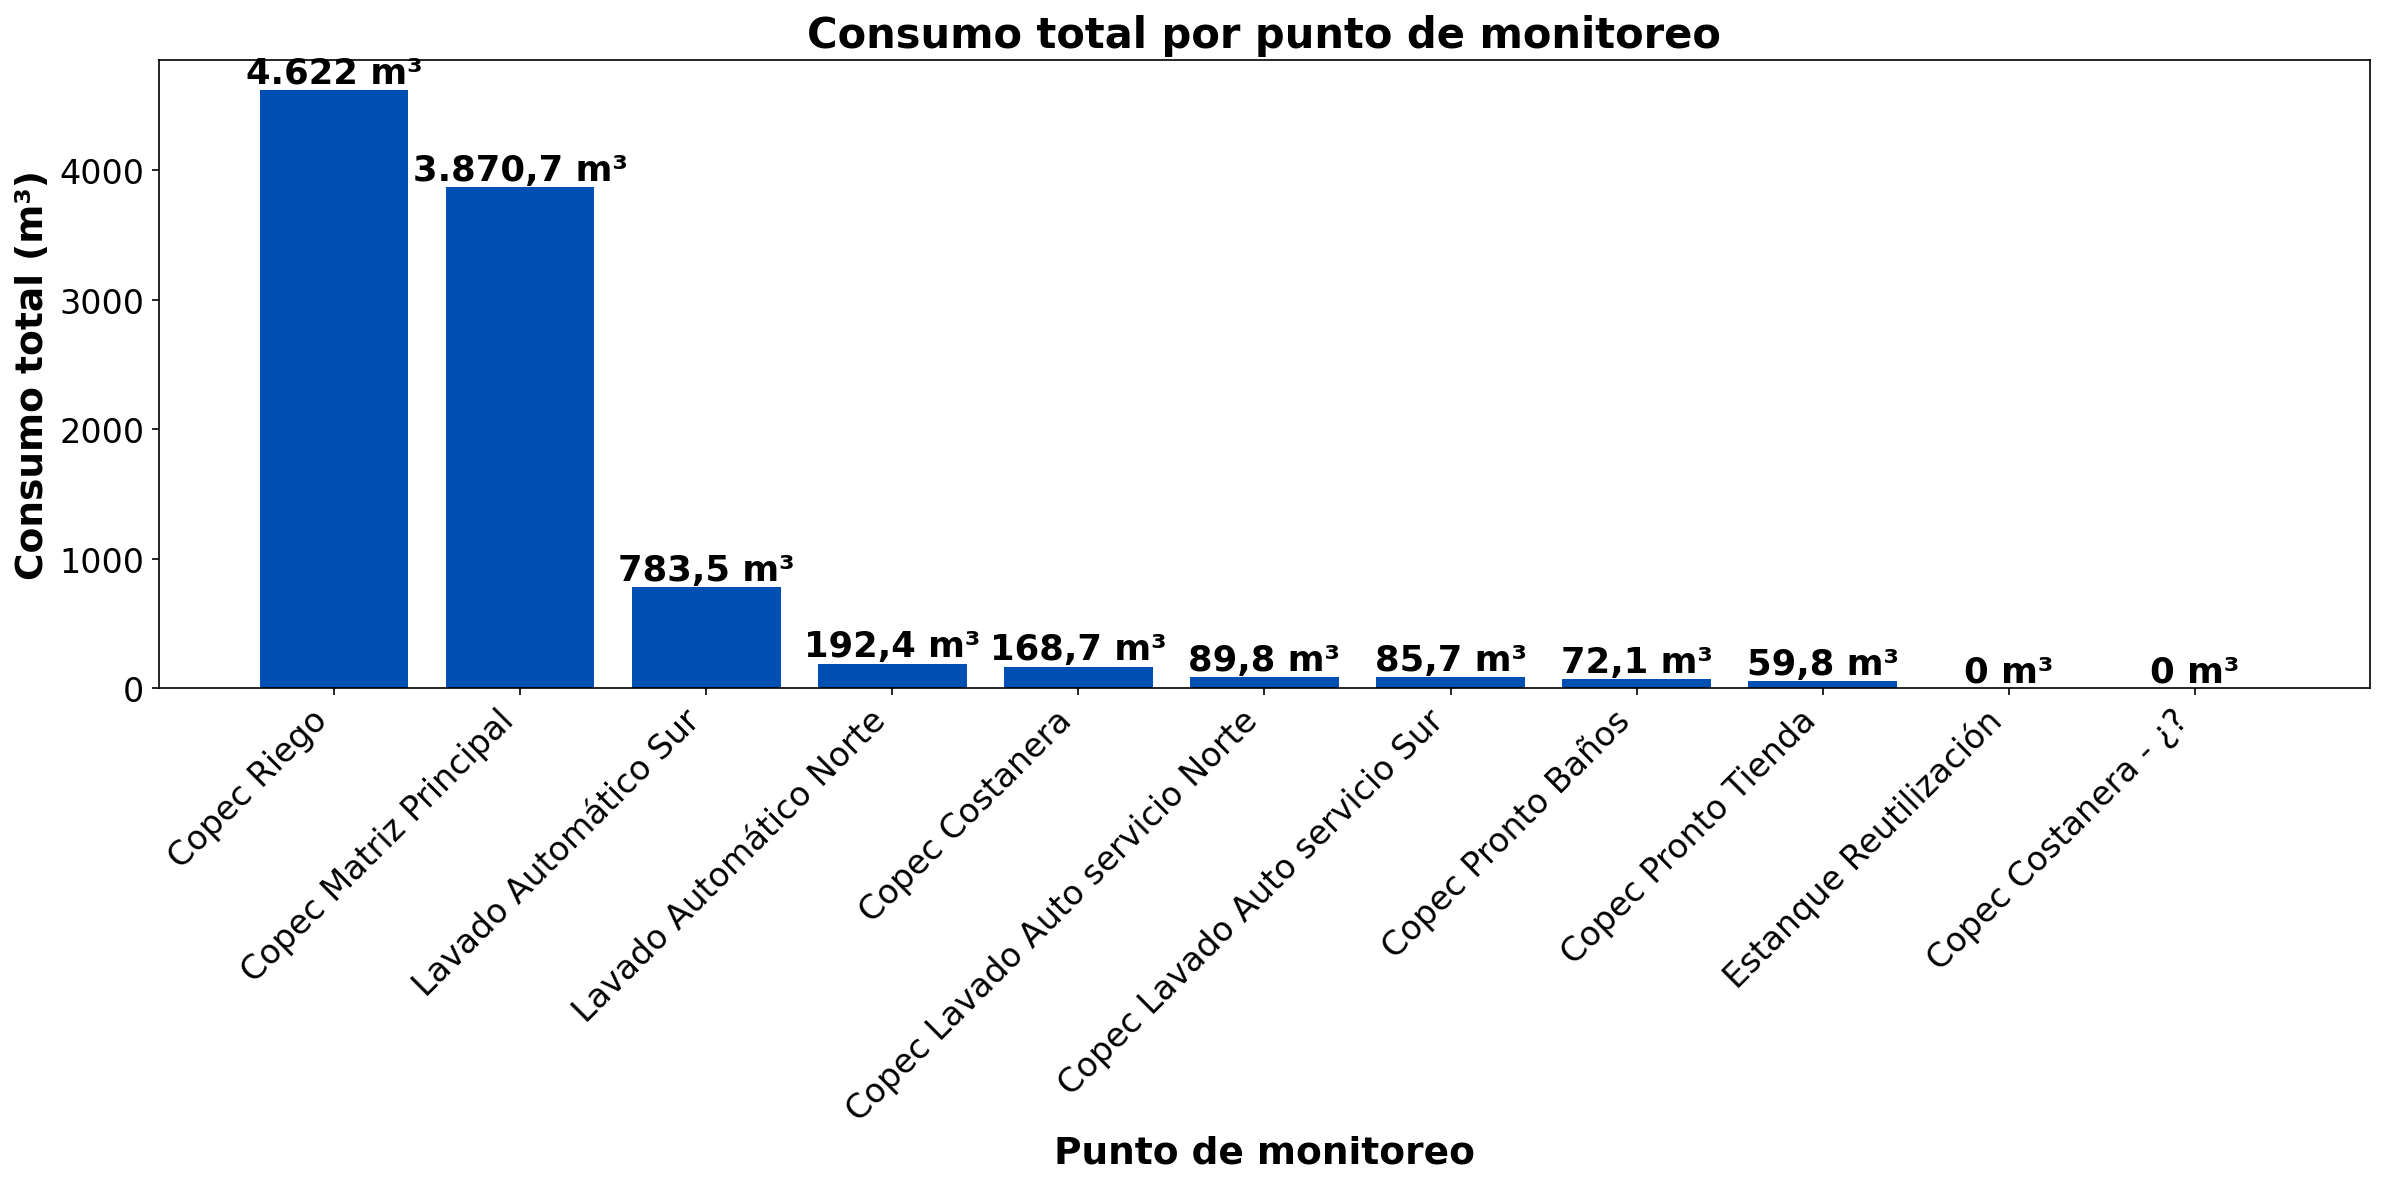 Consumo total por punto de monitoreo
Consumo total (m³)
4000
3000
2000
1000
0
4.622 m³
3.870,7 m³
783,5 m³
192,4 m³
168,7 m³
89,8 m³
85,7 m³
72,1 m³
59,8 m³
0 m³
0 m³
Copec Riego
Copec Matriz Principal
Lavado Automático Sur
Lavado Automático Norte
Copec Costanera
Copec Lavado Auto servicio Norte
Copec Lavado Auto servicio Sur
Copec Pronto Baños
Copec Pronto Tienda
Estanque Reutilización
Copec Costanera - ¿?
Punto de monitoreo